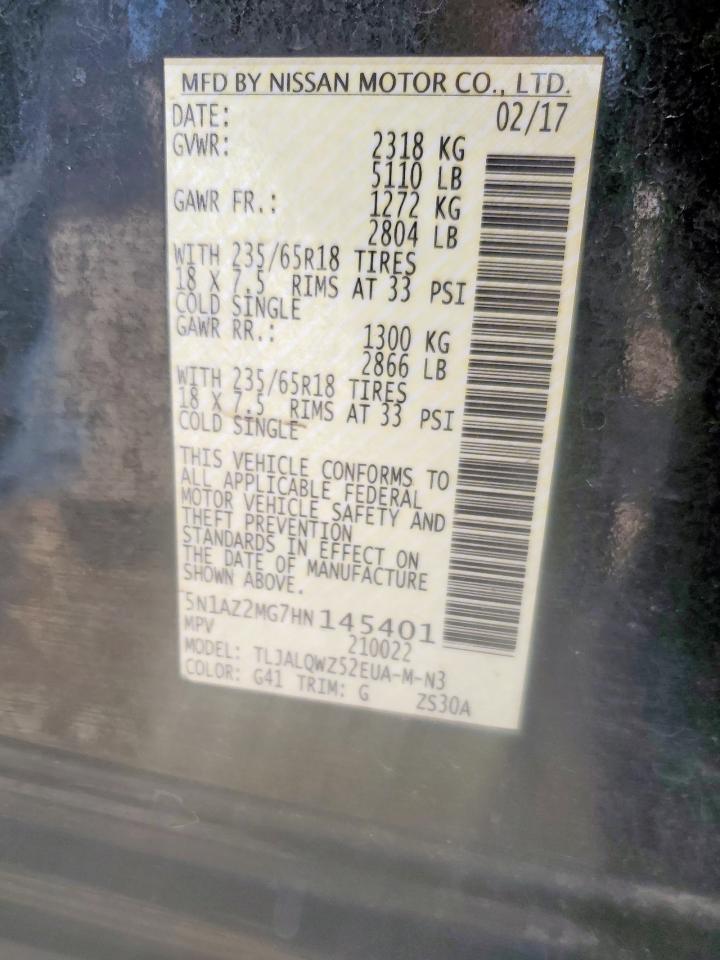 MFD BY NISSAN MOTOR CO., LTD.
DATE: 02/17
GVWR: 2318 KG
5110 LB
GAWR FR.: 1272 KG
2804 LB
WITH 235/65R18 TIRES
18 X 7.5 RIMS AT 33 PSI
COLD SINGLE
GAWR RR.: 1300 KG
2866 LB
WITH 235/65R18 TIRES
18 X 7.5 RIMS AT 33 PSI
COLD SINGLE
THIS VEHICLE CONFORMS TO
ALL APPLICABLE FEDERAL
MOTOR VEHICLE SAFETY AND
THEFT PREVENTION
STANDARDS IN EFFECT ON
THE DATE OF MANUFACTURE
SHOWN ABOVE.
5N1AZ2MG7HN 145401
MPV 210022
MODEL: TLJALQWZ52EUA-M-N3
COLOR: G41 TRIM: G ZS30A